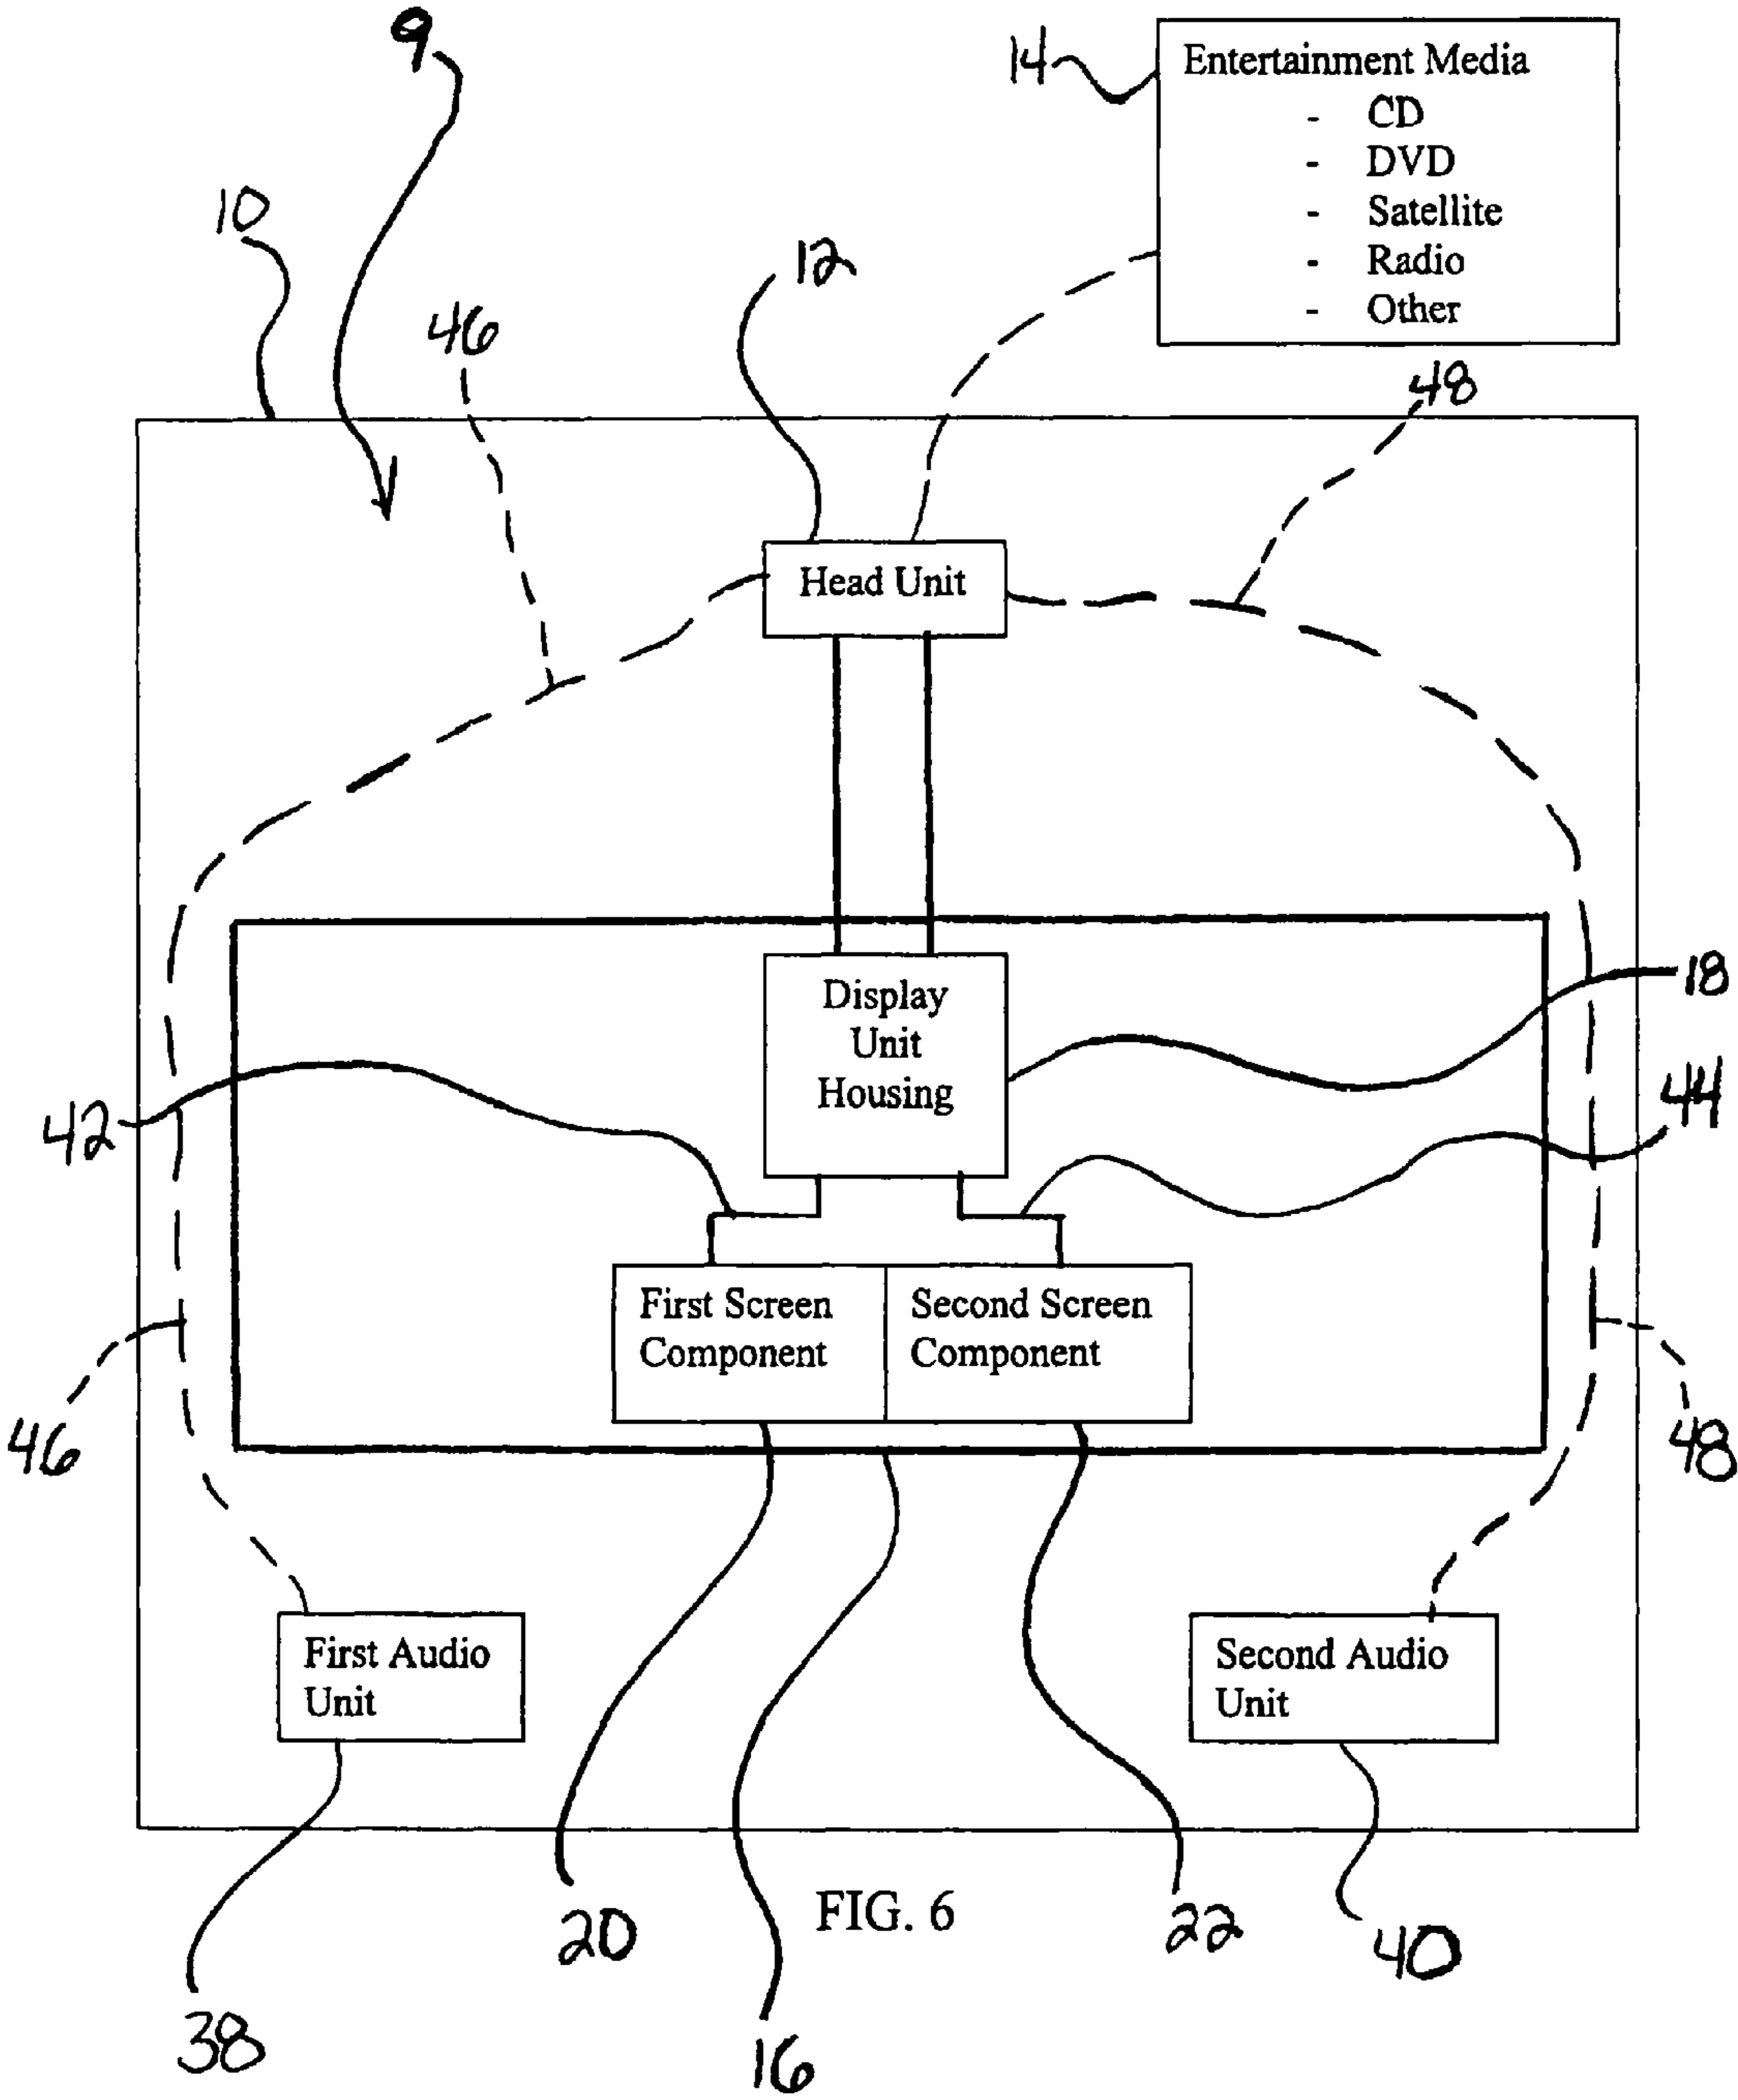 9
14
Entertainment Media
- CD
- DVD
- Satellite
- Radio
- Other
10
12
46
48
Head Unit
18
Display
Unit
Housing
42
44
First Screen
Component
Second Screen
Component
46
48
First Audio
Unit
Second Audio
Unit
20
FIG. 6
22
40
38
16